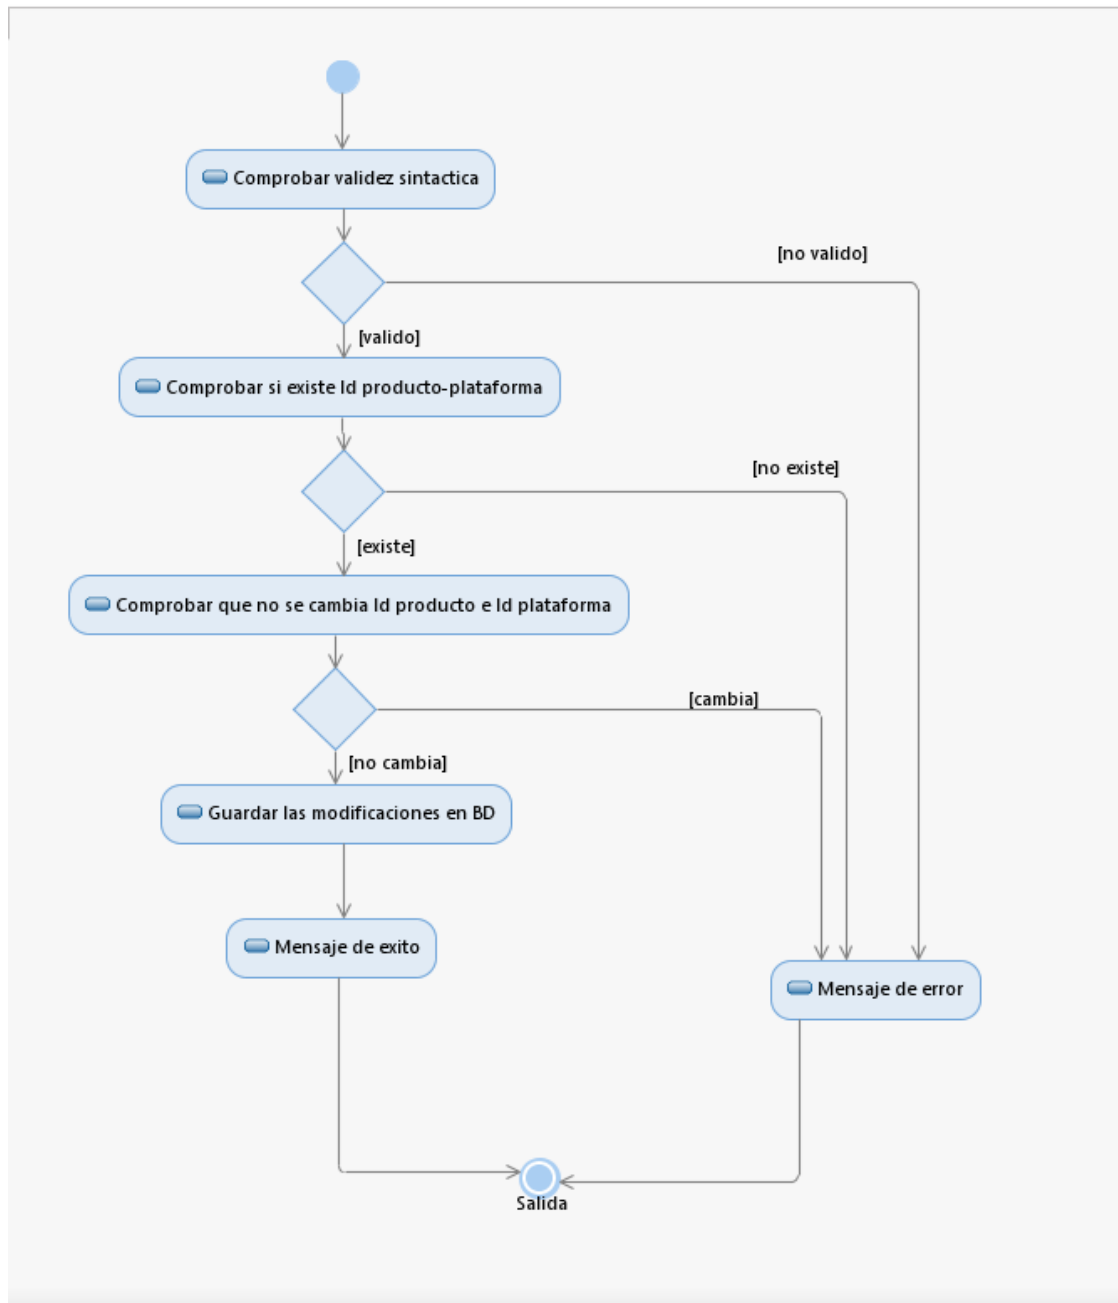 Comprobar validez sintactica
[no valido]
[valido]
Comprobar si existe Id producto-plataforma
[no existe]
[existe]
Comprobar que no se cambia Id producto e Id plataforma
[cambia]
[no cambia]
Guardar las modificaciones en BD
Mensaje de exito
Mensaje de error
Salida